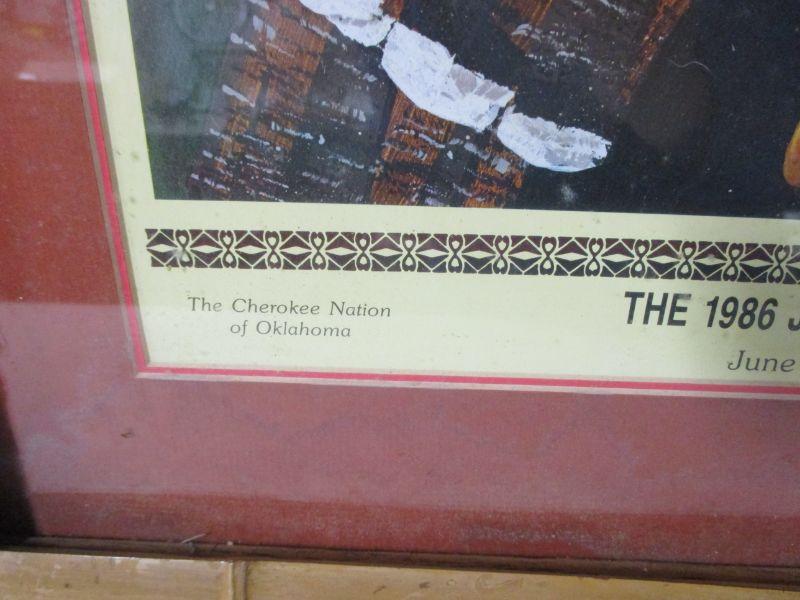 The Cherokee Nation
of Oklahoma
THE 1986
June